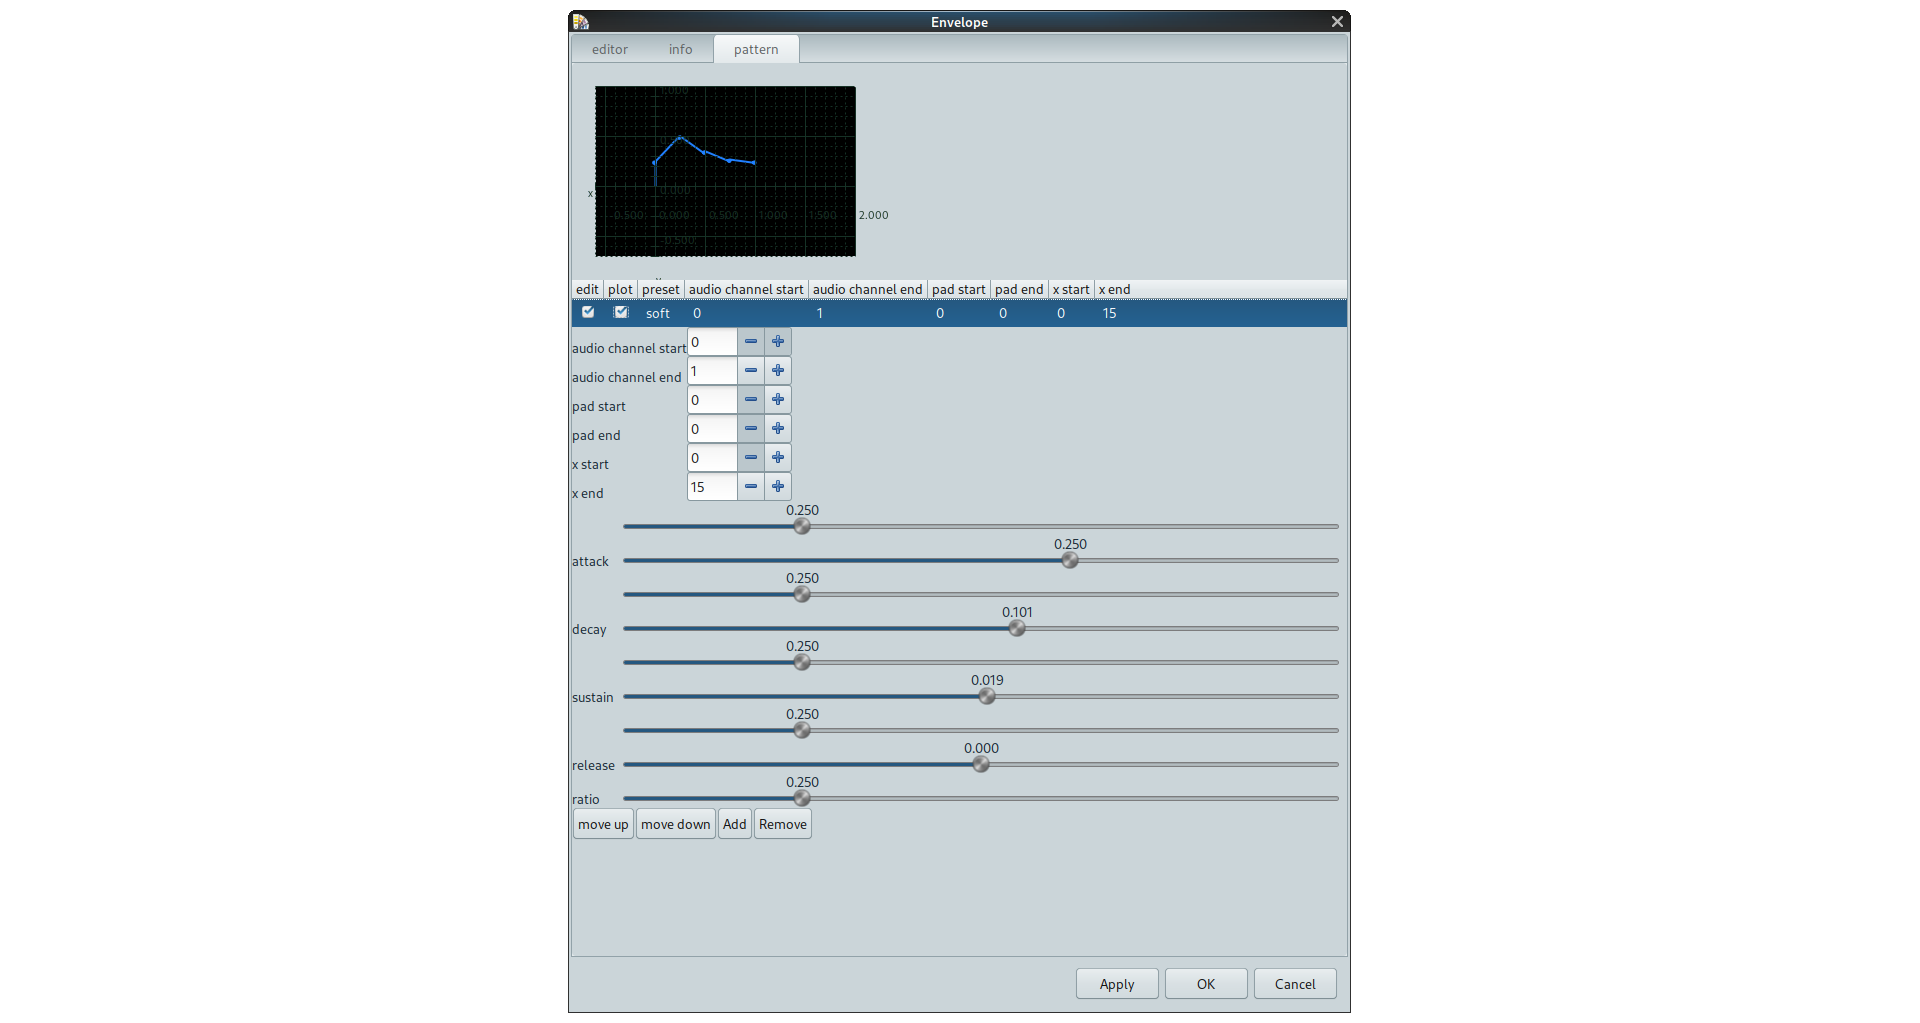 Envelope
editor info pattern
1.000
x
0.000
-0.500 0.000 0.500 1.000 1.500 2.000
-0.500
edit plot preset audio channel start audio channel end pad start pad end x start x end
soft 0 1 0 0 0 15
audio channel start 0
audio channel end 1
pad start 0
pad end 0
x start 0
x end 15
0.250
attack 0.250
0.250
decay 0.101
0.250
sustain 0.019
0.250
release 0.000
ratio 0.250
move up move down Add Remove
Apply OK Cancel